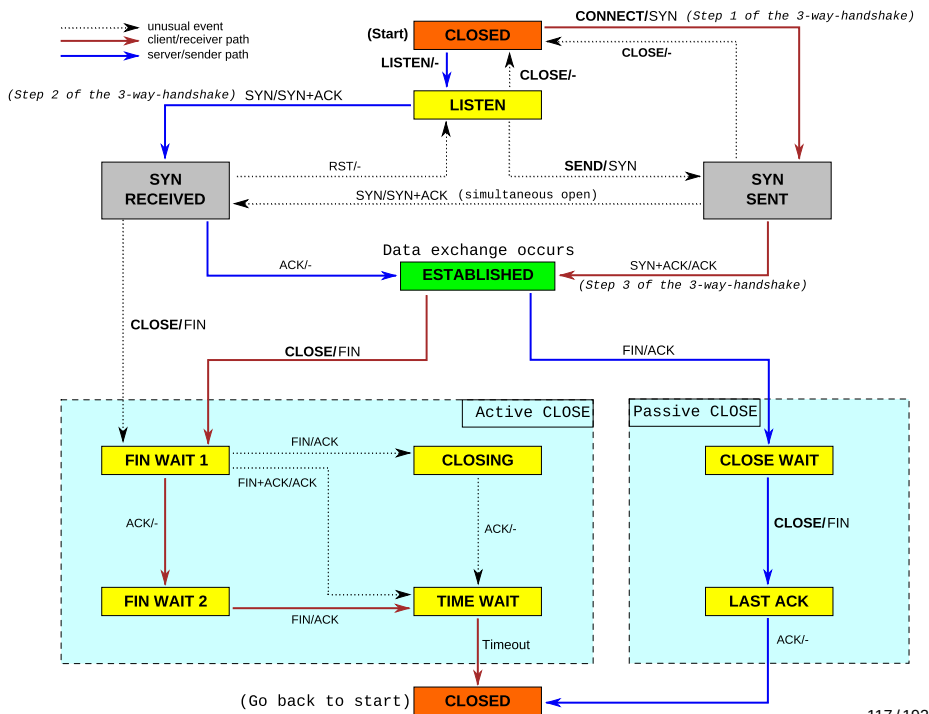 unusual event
client/receiver path
server/sender path
CONNECT/SYN (Step 1 of the 3-way-handshake)
(Start) CLOSED
CLOSE/-
LISTEN/-
CLOSE/-
(Step 2 of the 3-way-handshake) SYN/SYN+ACK
LISTEN
RST/-
SEND/SYN
SYN
RECEIVED
SYN
SENT
SYN/SYN+ACK (simultaneous open)
Data exchange occurs
ACK/-
ESTABLISHED
SYN+ACK/ACK
(Step 3 of the 3-way-handshake)
CLOSE/FIN
CLOSE/FIN
FIN/ACK
Active CLOSE
Passive CLOSE
FIN WAIT 1
FIN/ACK
CLOSING
CLOSE WAIT
FIN+ACK/ACK
ACK/-
ACK/-
CLOSE/FIN
FIN WAIT 2
FIN/ACK
TIME WAIT
LAST ACK
Timeout
ACK/-
(Go back to start) CLOSED